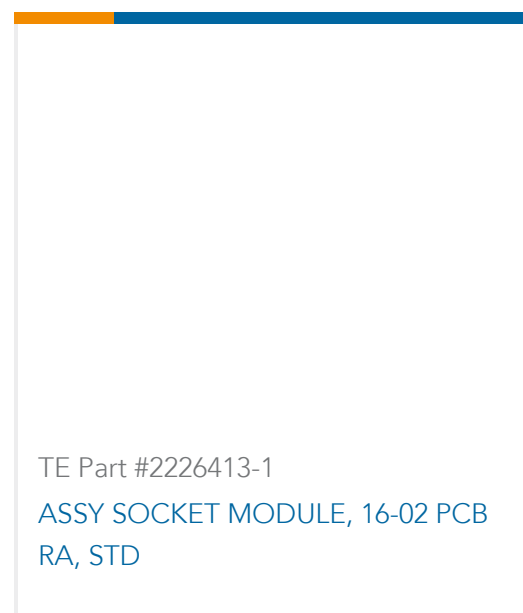 TE Part #2226413-1
ASSY SOCKET MODULE, 16-02 PCB
RA, STD